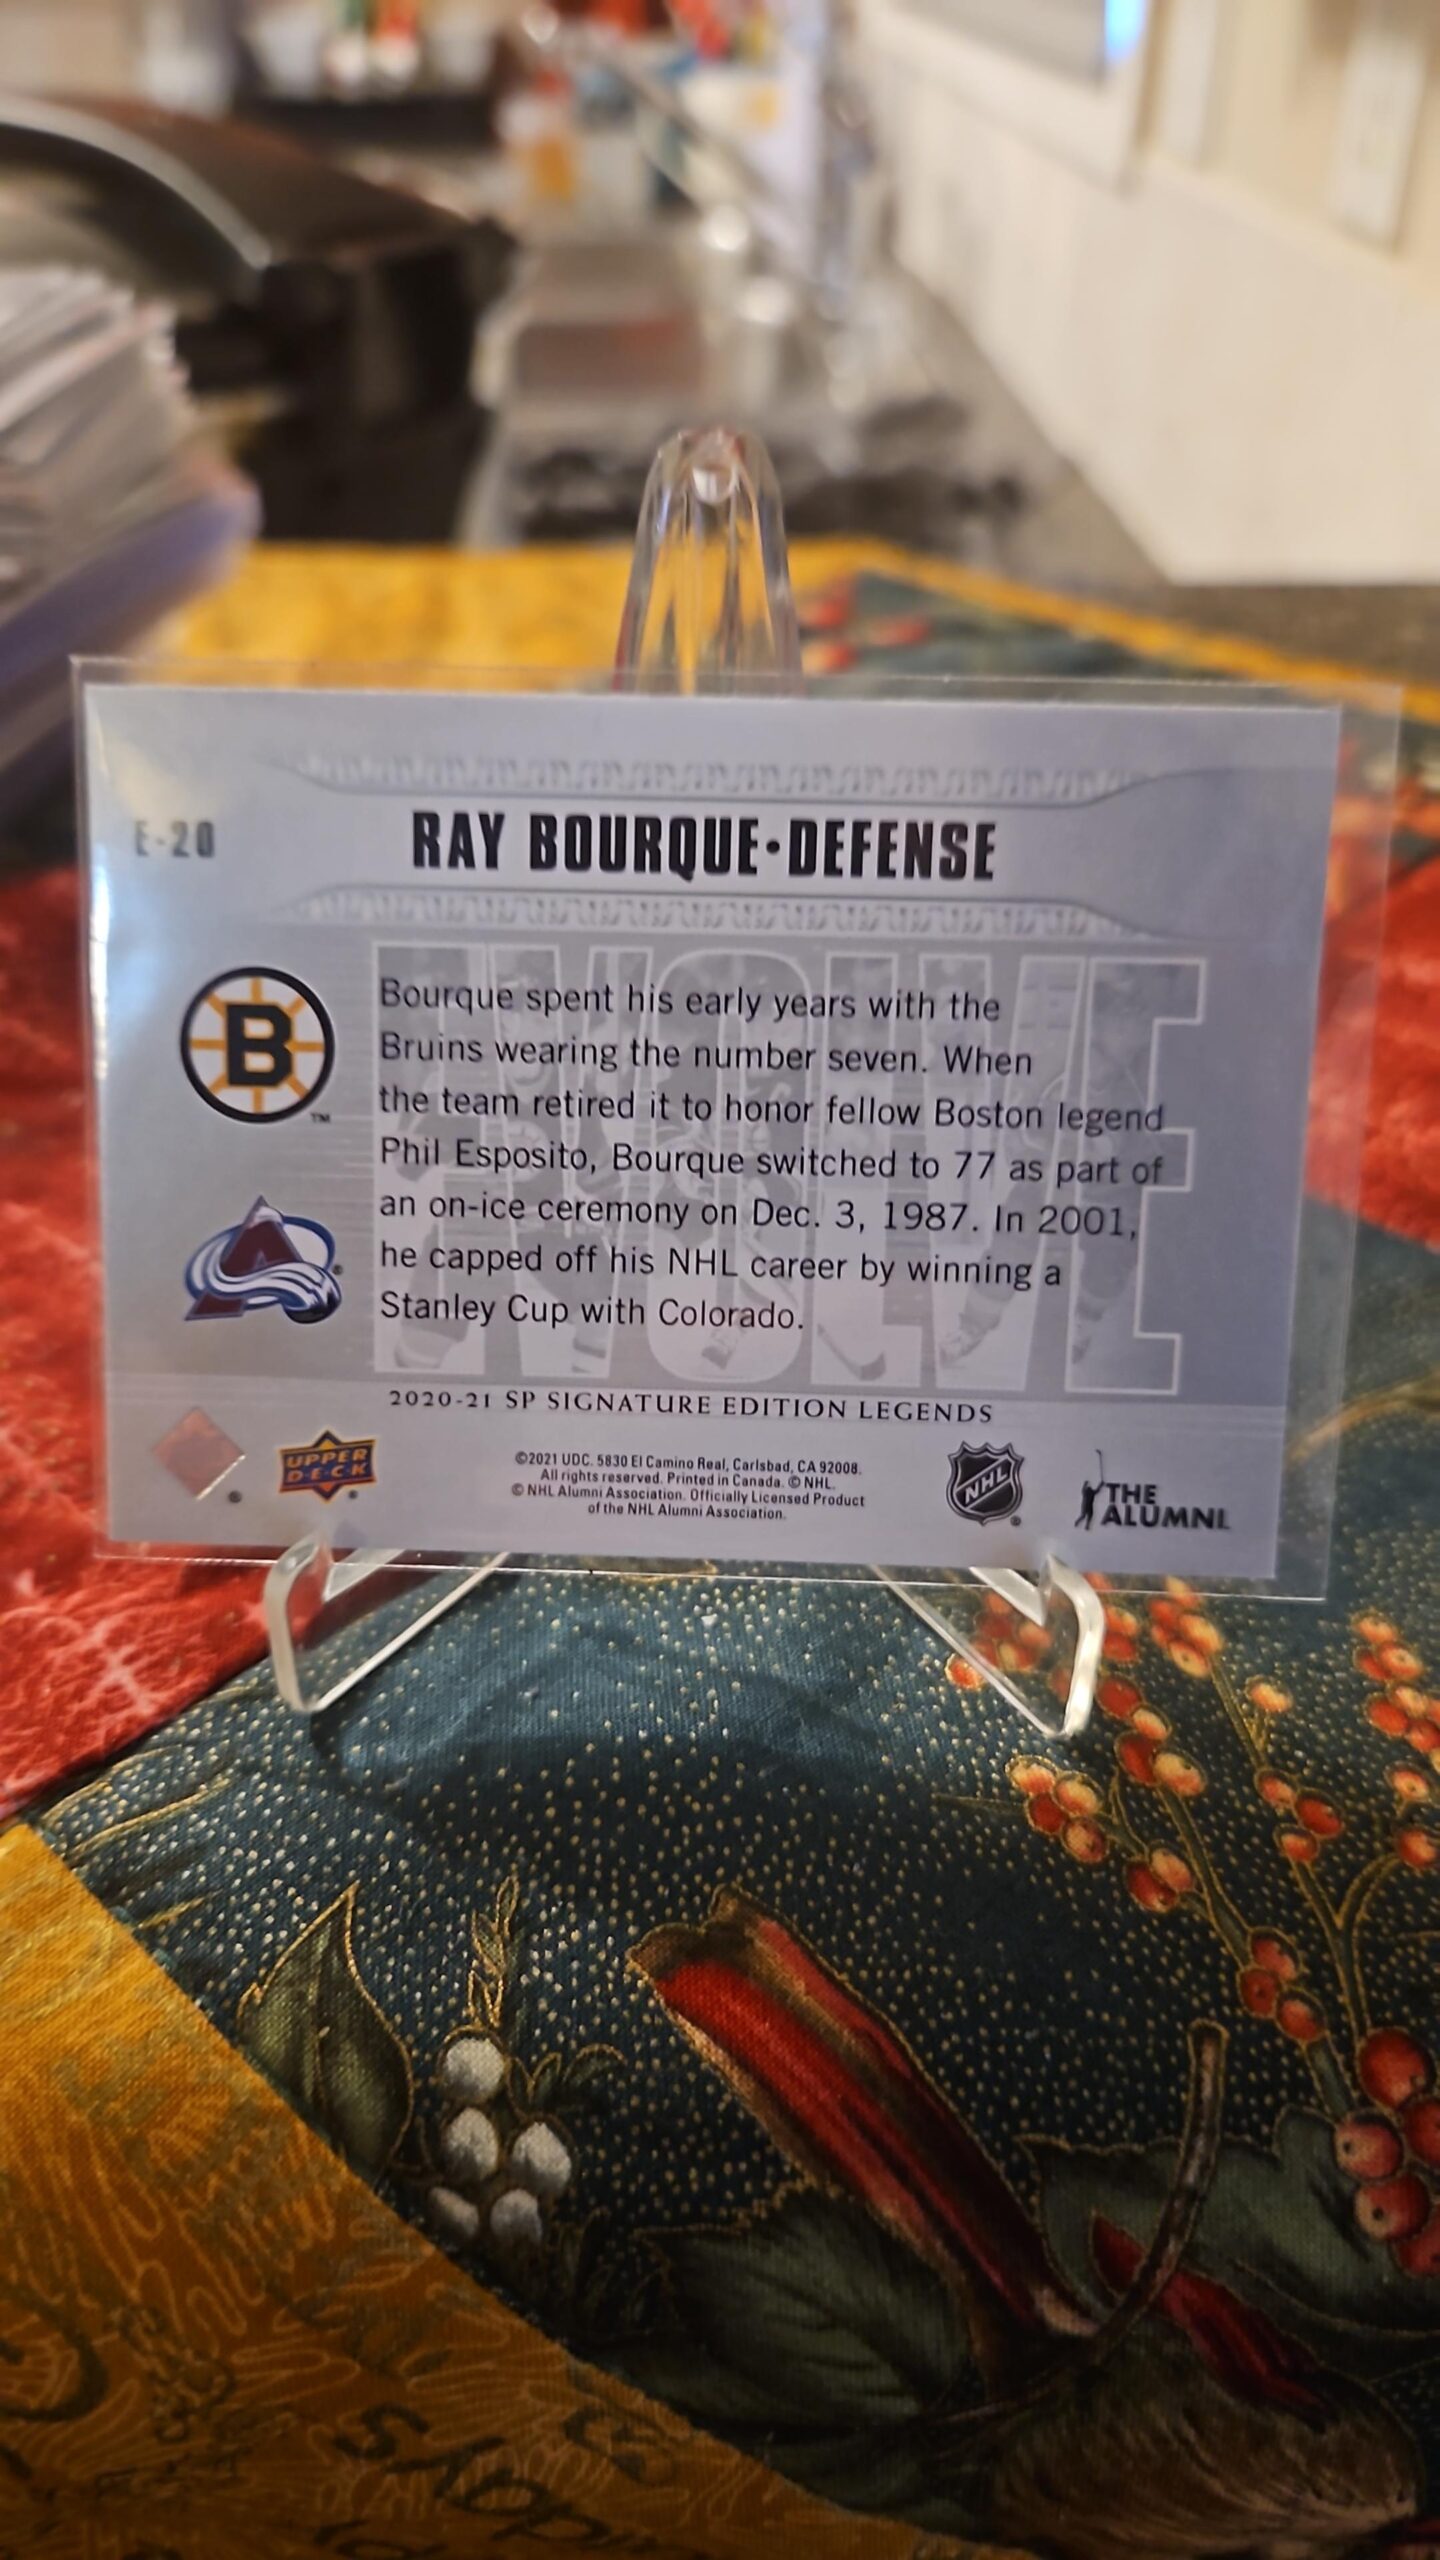 E-20
RAY BOURQUE•DEFENSE
EVOLVE
B
TM
Bourque spent his early years with the
Bruins wearing the number seven. When
the team retired it to honor fellow Boston legend
Phil Esposito, Bourque switched to 77 as part of
an on-ice ceremony on Dec. 3, 1987. In 2001,
he capped off his NHL career by winning a
Stanley Cup with Colorado.
A
2020-21 SP SIGNATURE EDITION LEGENDS
UPPER
D·E·C·K
©2021 UDC. 5830 El Camino Real, Carlsbad, CA 92008.
All rights reserved. Printed in Canada. © NHL.
© NHL Alumni Association. Officially Licensed Product
of the NHL Alumni Association.
NHL
THE
ALUMNI.